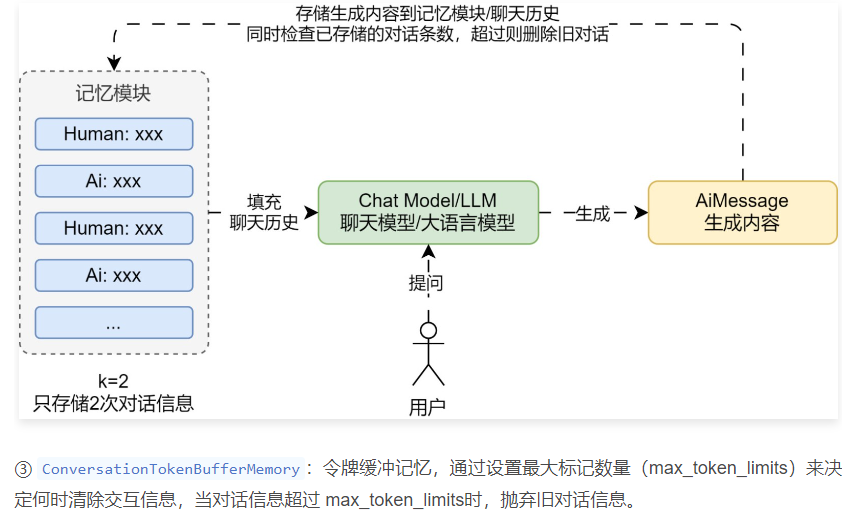 存储生成内容到记忆模块/聊天历史
同时检查已存储的对话条数，超过则删除旧对话
记忆模块
Human: xxx
Ai: xxx
Human: xxx
Ai: xxx
...
k=2
只存储2次对话信息
填充
聊天历史
Chat Model/LLM
聊天模型/大语言模型
生成
AiMessage
生成内容
提问
用户
③ ConversationTokenBufferMemory：令牌缓冲记忆，通过设置最大标记数量（max_token_limits）来决
定何时清除交互信息，当对话信息超过 max_token_limits时，抛弃旧对话信息。